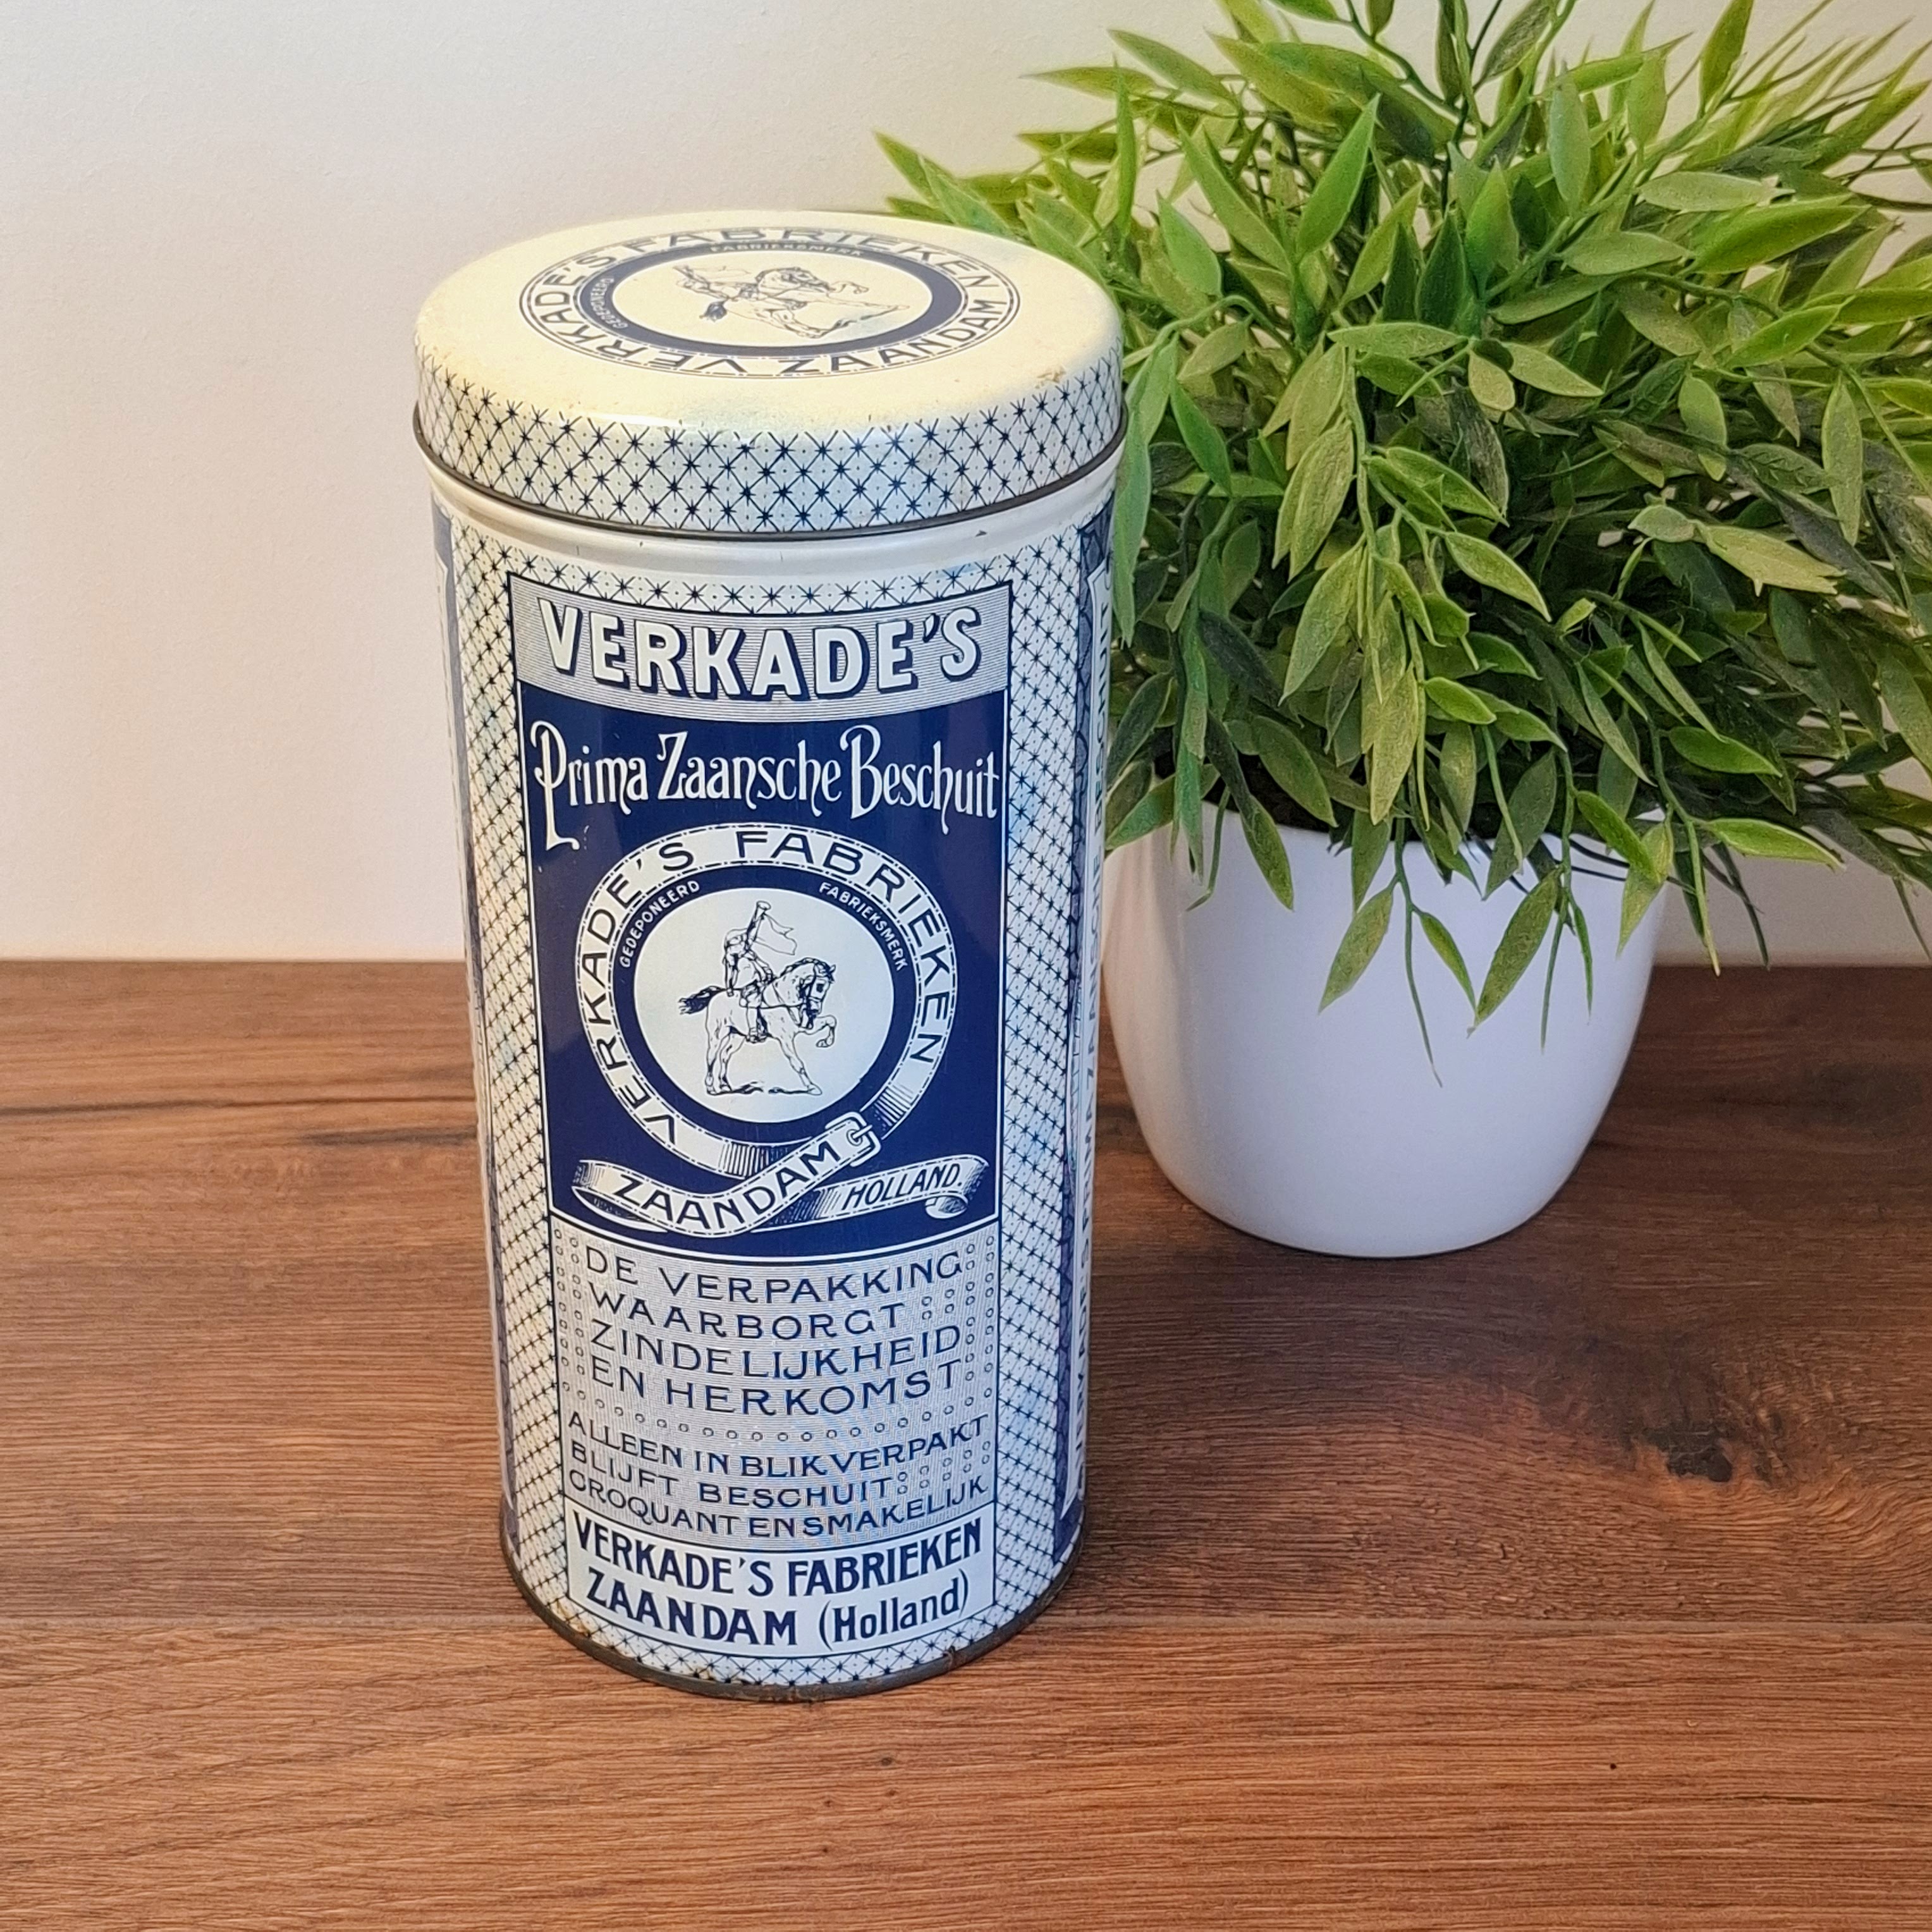 VERKADE'S FABRIEKEN
GEDEPONEERD FABRIEKSMERK
ZAANDAM
VERKADE'S
Prima Zaansche Beschuit
VERKADE'S FABRIEKEN
GEDEPONEERD FABRIEKSMERK
ZAANDAM HOLLAND.
DE VERPAKKING
WAARBORGT
ZINDELIJKHEID
EN HERKOMST
ALLEEN IN BLIK VERPAKT
BLIJFT BESCHUIT
CROQUANT EN SMAKELIJK
VERKADE'S FABRIEKEN
ZAANDAM (Holland)